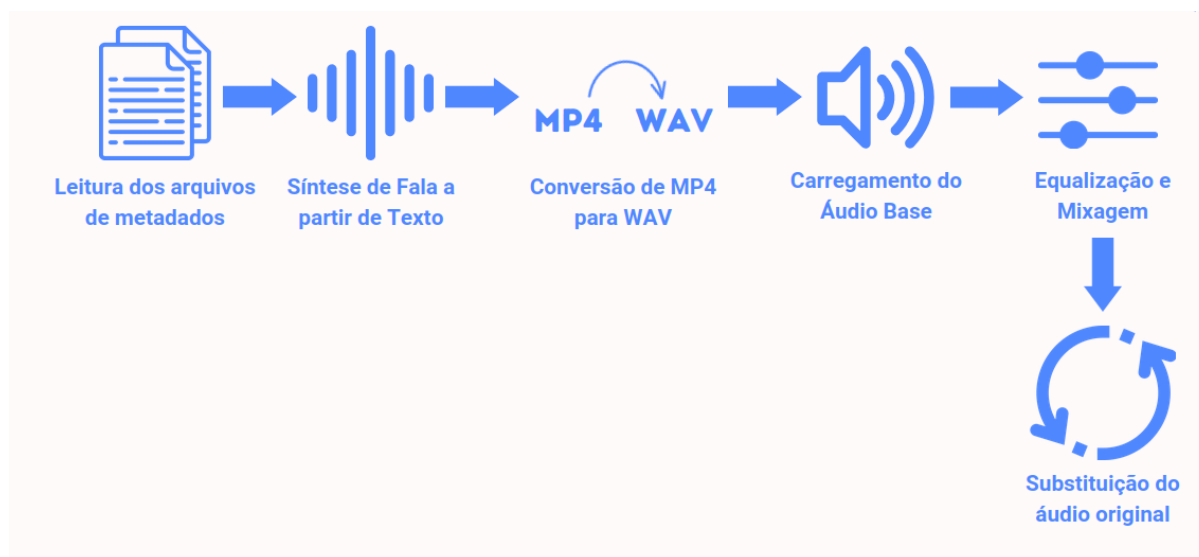 MP4 WAV
Leitura dos arquivos
de metadados
Síntese de Fala a
partir de Texto
Conversão de MP4
para WAV
Carregamento do
Áudio Base
Equalização e
Mixagem
Substituição do
áudio original